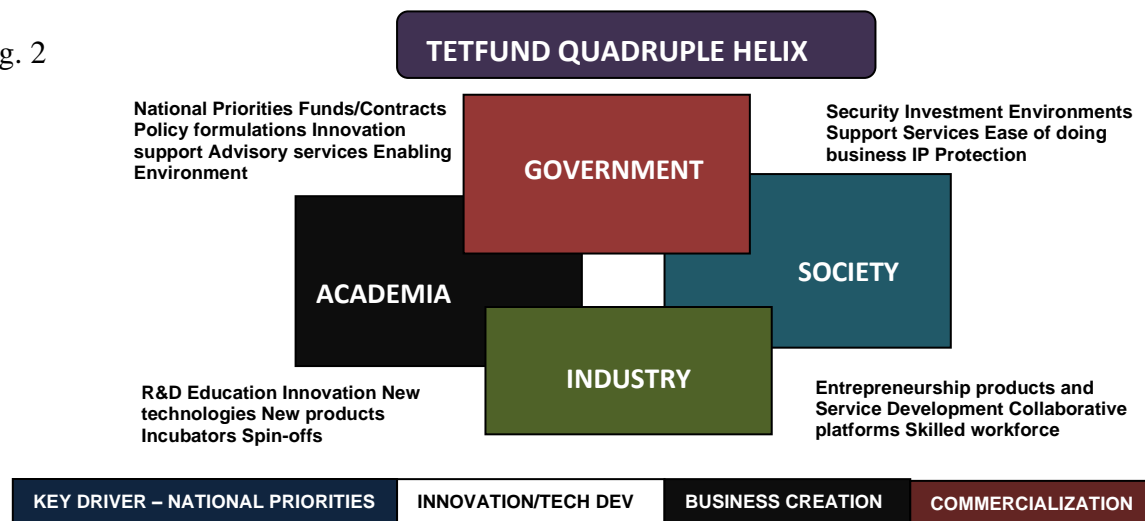 g. 2
TETFUND QUADRUPLE HELIX
National Priorities Funds/Contracts
Policy formulations Innovation
support Advisory services Enabling
Environment
Security Investment Environments
Support Services Ease of doing
business IP Protection
GOVERNMENT
SOCIETY
ACADEMIA
INDUSTRY
R&D Education Innovation New
technologies New products
Incubators Spin-offs
Entrepreneurship products and
Service Development Collaborative
platforms Skilled workforce
KEY DRIVER – NATIONAL PRIORITIES
INNOVATION/TECH DEV
BUSINESS CREATION
COMMERCIALIZATION